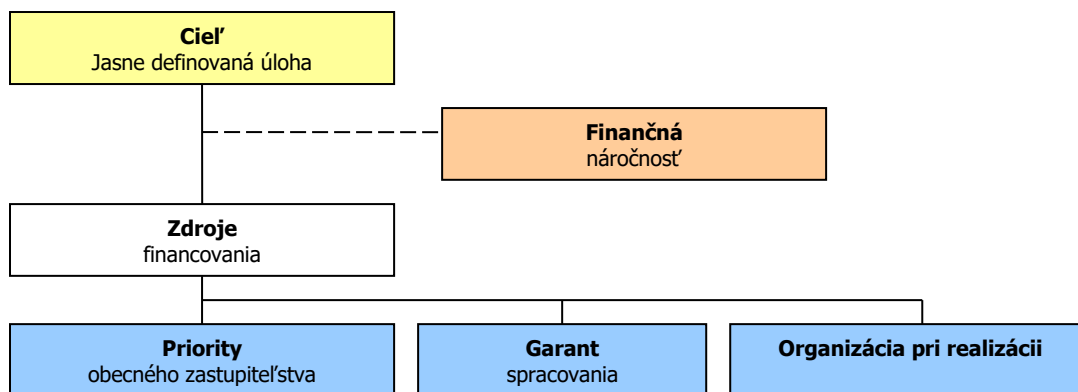 Cieľ
Jasne definovaná úloha
Finančná
náročnosť
Zdroje
financovania
Priority
obecného zastupiteľstva
Garant
spracovania
Organizácia pri realizácii